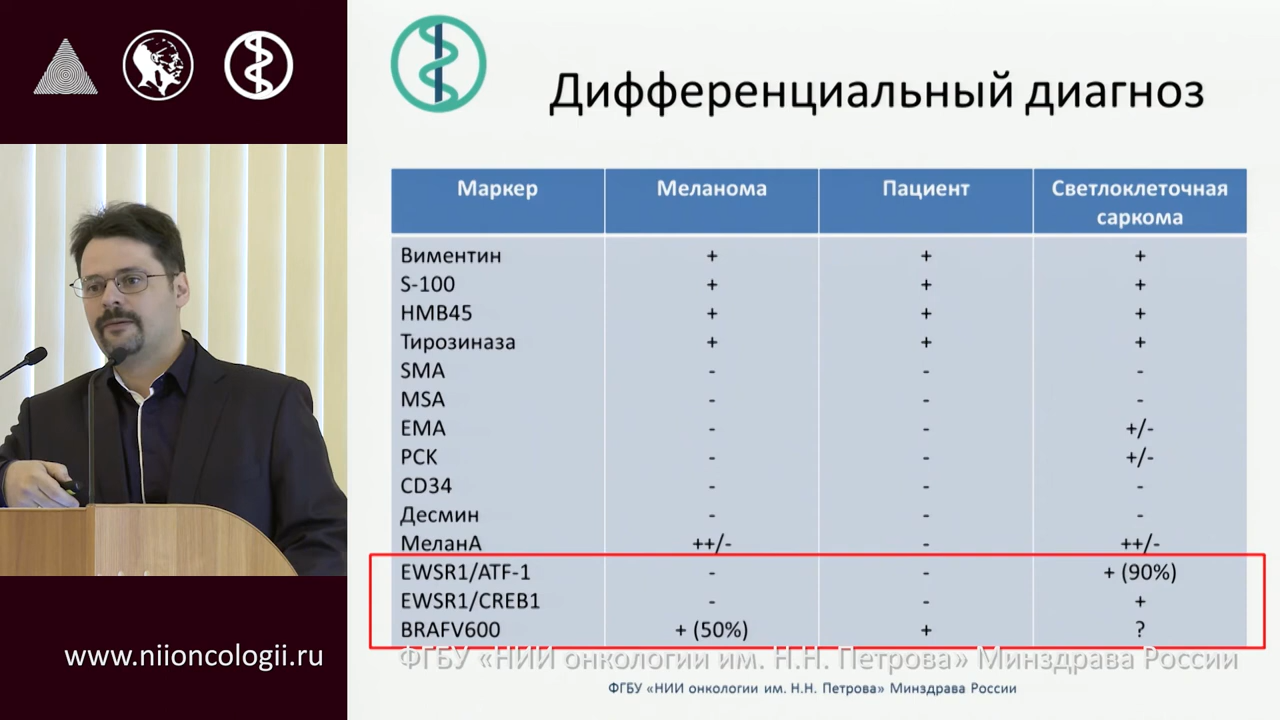 Дифференциальный диагноз
Маркер Меланома Пациент Светлоклеточная саркома
Виментин + + +
S-100 + + +
HMB45 + + +
Тирозиназа + + +
SMA - - -
MSA - - -
EMA - - +/-
PCK - - +/-
CD34 - - -
Десмин - - -
МеланА ++/- - ++/-
EWSR1/ATF-1 - - + (90%)
EWSR1/CREB1 - - +
BRAFV600 + (50%) + ?
www.niioncologii.ru
ФГБУ «НИИ онкологии им. Н.Н. Петрова» Минздрава России
ФГБУ «НИИ онкологии им. Н.Н. Петрова» Минздрава России